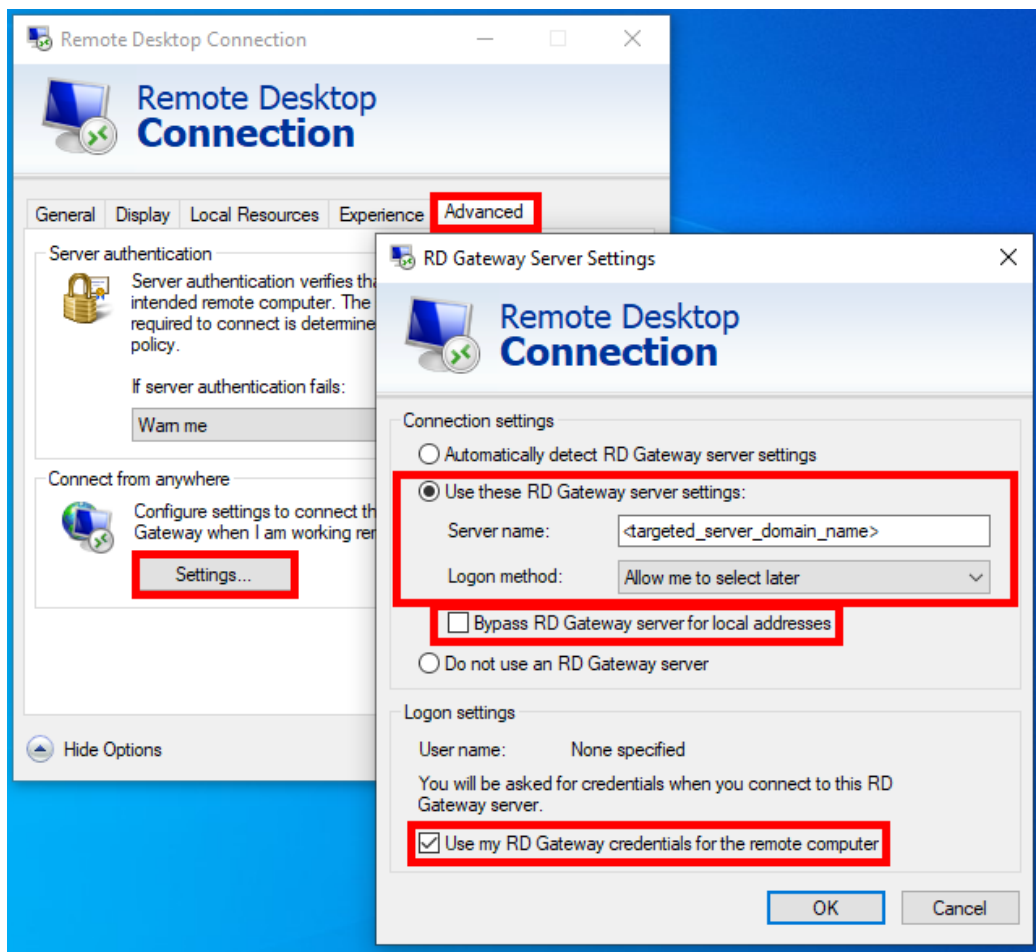 Remote Desktop Connection
Remote Desktop
Connection
General Display Local Resources Experience Advanced
Server authentication
Server authentication verifies tha
intended remote computer. The
required to connect is determine
policy.
If server authentication fails:
Warn me
Connect from anywhere
Configure settings to connect th
Gateway when I am working rem
Settings...
Hide Options
RD Gateway Server Settings
Remote Desktop
Connection
Connection settings
Automatically detect RD Gateway server settings
Use these RD Gateway server settings:
Server name: <targeted_server_domain_name>
Logon method: Allow me to select later
Bypass RD Gateway server for local addresses
Do not use an RD Gateway server
Logon settings
User name: None specified
You will be asked for credentials when you connect to this RD
Gateway server.
Use my RD Gateway credentials for the remote computer
OK Cancel